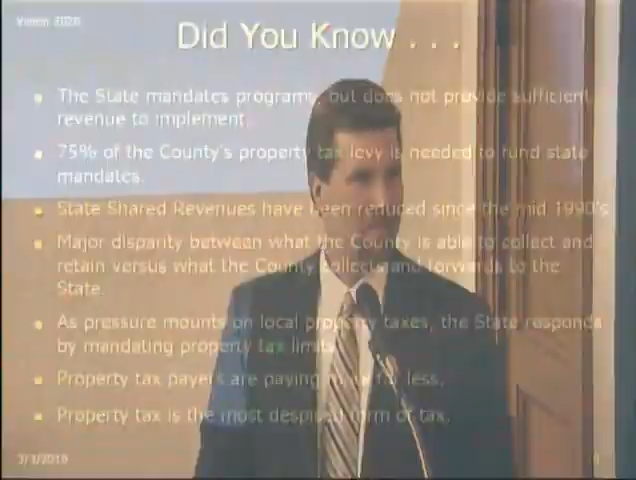 Vision 2020
Did You Know . . .
The State mandates programs, but does not provide sufficient
revenue to implement.
75% of the County's property tax levy is needed to fund state
mandates.
State Shared Revenues have been reduced since the mid 1990's
Major disparity between what the County is able to collect and
retain versus what the County collects and forwards to the
State.
As pressure mounts on local property taxes, the State responds
by mandating property tax limits
Property tax payers are paying more for less.
Property tax is the most despised form of tax.